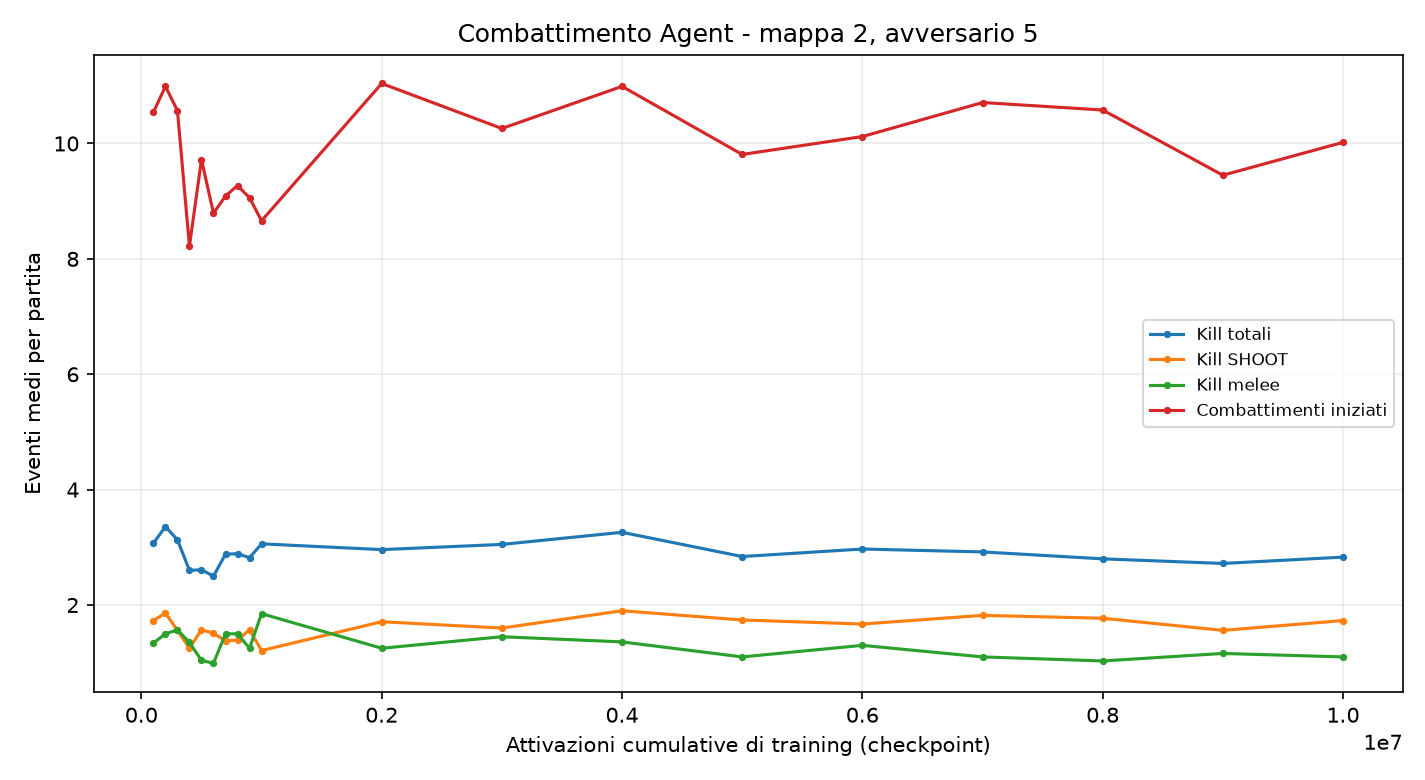 Combattimento Agent - mappa 2, avversario 5
Eventi medi per partita
10
8
6
4
2
Kill totali
Kill SHOOT
Kill melee
Combattimenti iniziati
0.0 0.2 0.4 0.6 0.8 1.0
1e7
Attivazioni cumulative di training (checkpoint)